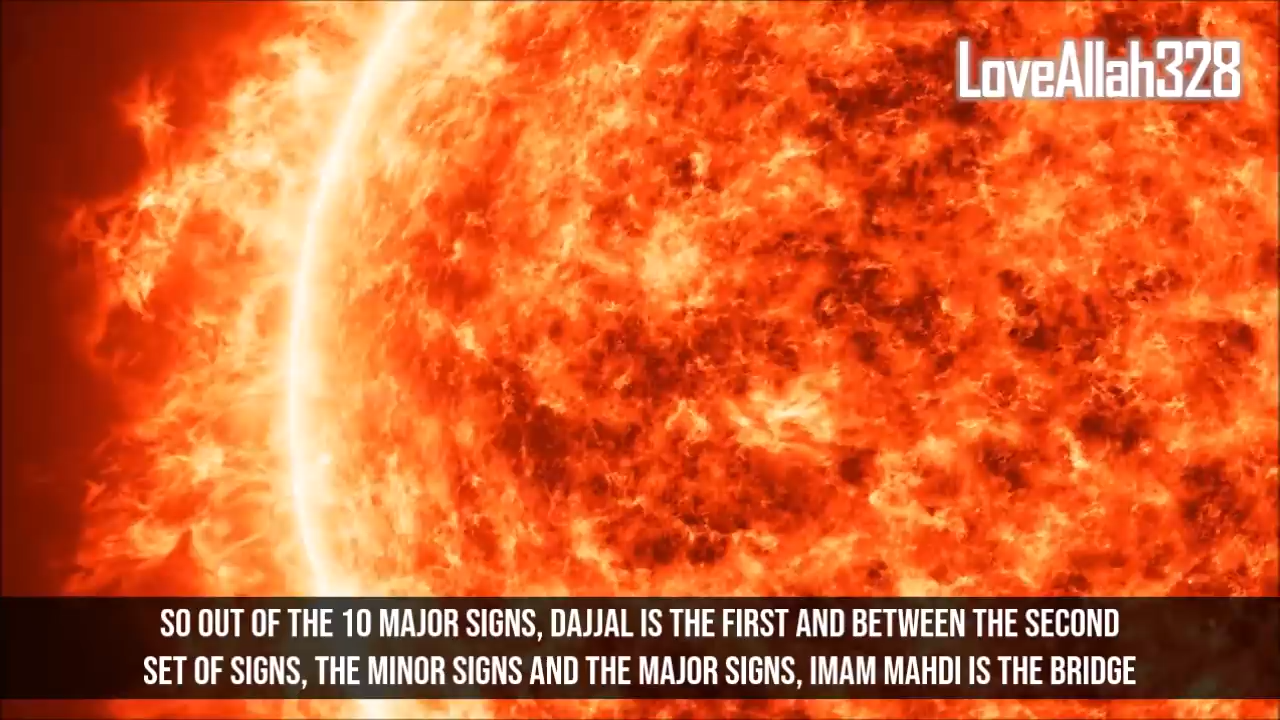 LoveAllah328
SO OUT OF THE 10 MAJOR SIGNS, DAJJAL IS THE FIRST AND BETWEEN THE SECOND
SET OF SIGNS, THE MINOR SIGNS AND THE MAJOR SIGNS, IMAM MAHDI IS THE BRIDGE